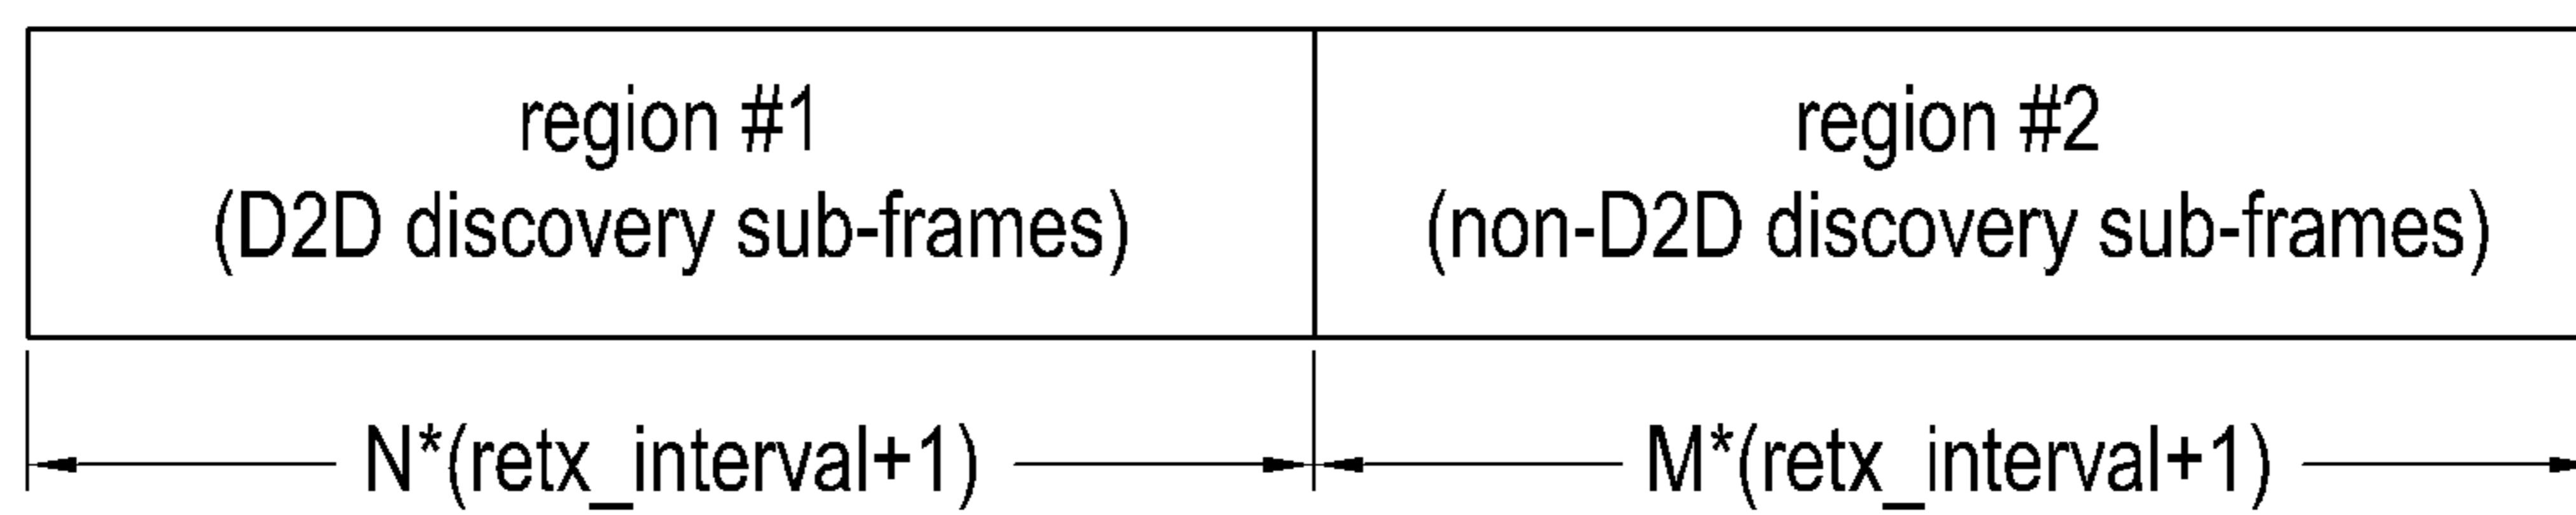 region #1
(D2D discovery sub-frames)
region #2
(non-D2D discovery sub-frames)
N*(retx_interval+1)
M*(retx_interval+1)